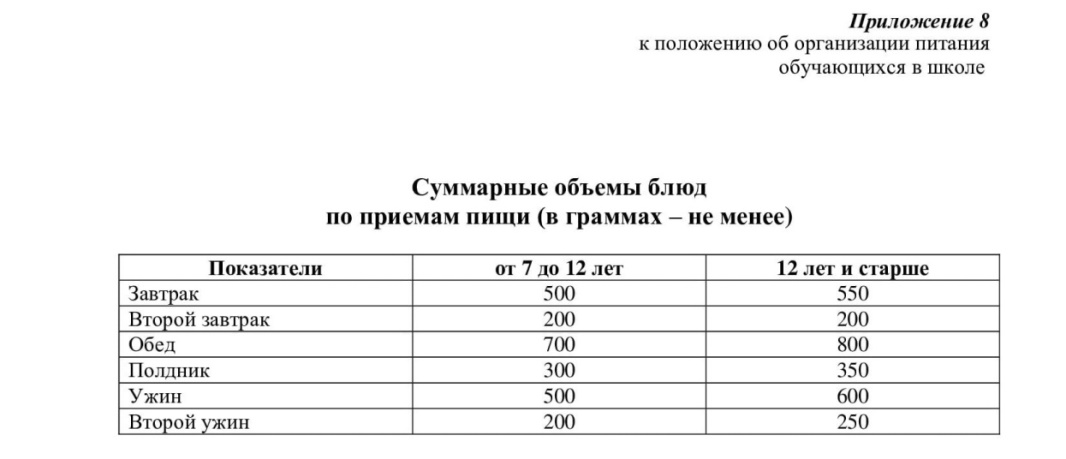 Приложение 8
к положению об организации питания
обучающихся в школе
Суммарные объемы блюд
по приемам пищи (в граммах – не менее)
Показатели от 7 до 12 лет 12 лет и старше
Завтрак 500 550
Второй завтрак 200 200
Обед 700 800
Полдник 300 350
Ужин 500 600
Второй ужин 200 250